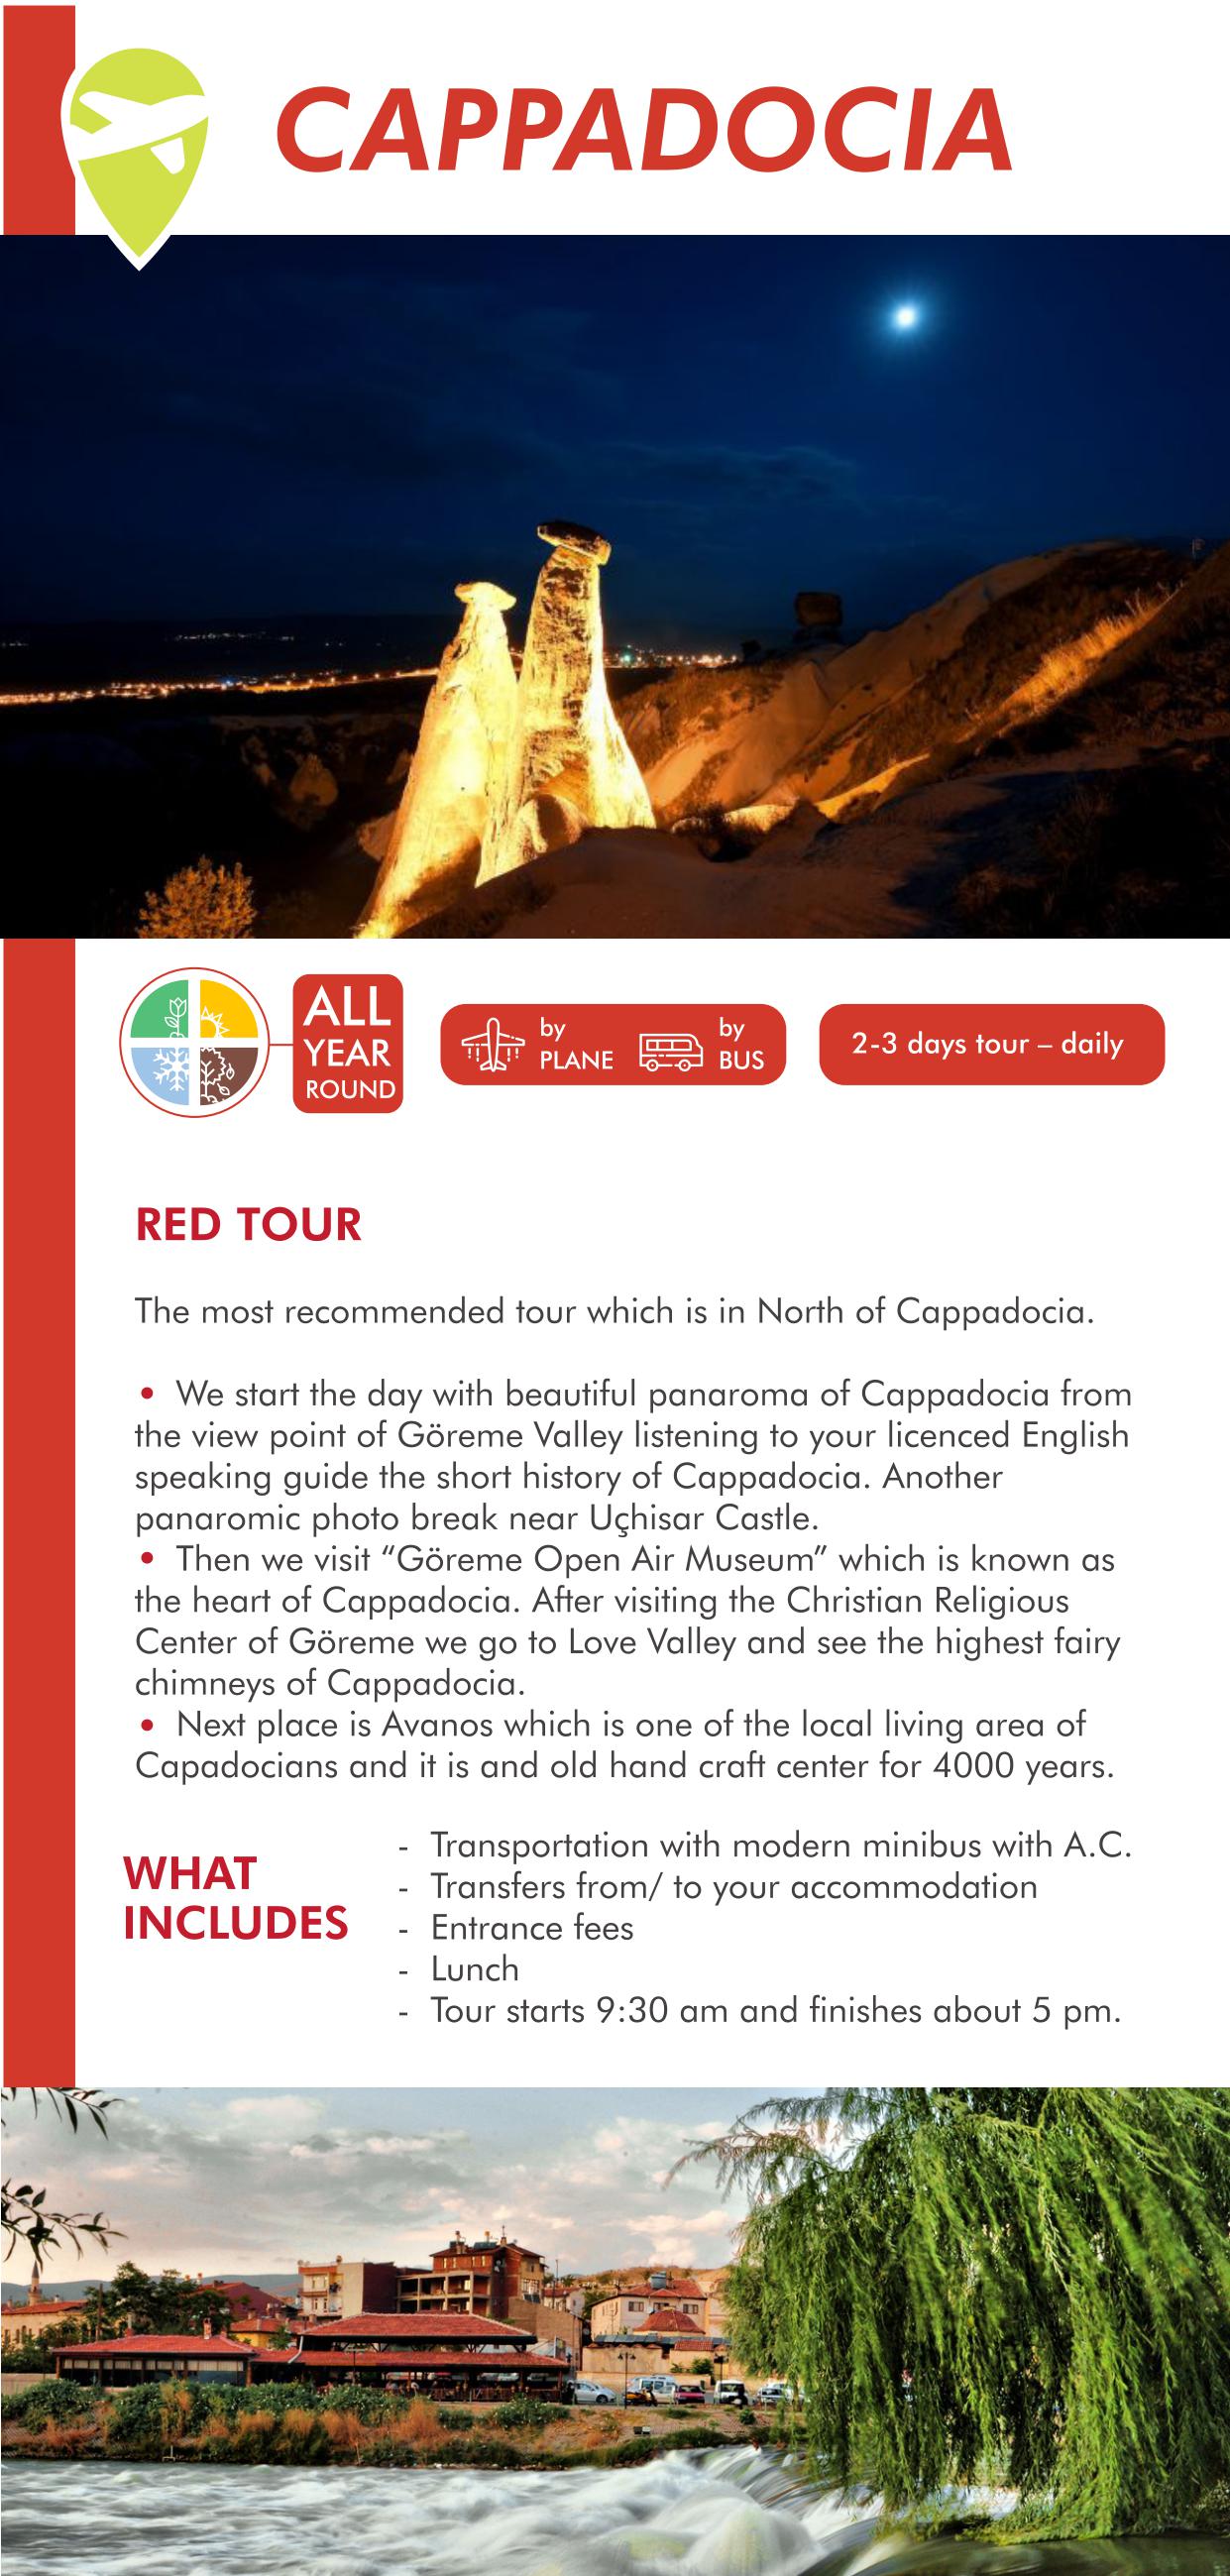 CAPPADOCIA
ALL
YEAR
ROUND
by
PLANE
by
BUS
2-3 days tour – daily
RED TOUR
The most recommended tour which is in North of Cappadocia.
• We start the day with beautiful panaroma of Cappadocia from
the view point of Göreme Valley listening to your licenced English
speaking guide the short history of Cappadocia. Another
panaromic photo break near Uçhisar Castle.
• Then we visit “Göreme Open Air Museum” which is known as
the heart of Cappadocia. After visiting the Christian Religious
Center of Göreme we go to Love Valley and see the highest fairy
chimneys of Cappadocia.
• Next place is Avanos which is one of the local living area of
Capadocians and it is and old hand craft center for 4000 years.
WHAT
INCLUDES
- Transportation with modern minibus with A.C.
- Transfers from/ to your accommodation
- Entrance fees
- Lunch
- Tour starts 9:30 am and finishes about 5 pm.